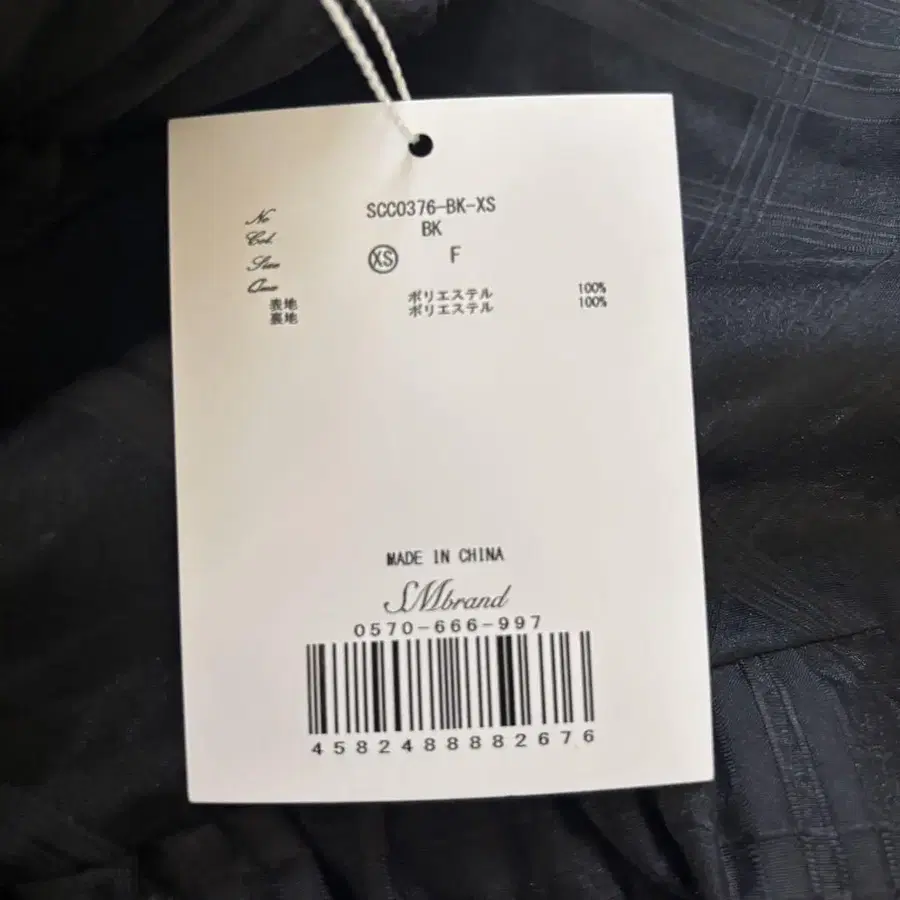 No SCC0376-BK-XS
Col. BK
Size XS F
表地 ポリエステル 100%
裏地 ポリエステル 100%
MADE IN CHINA
SMbrand
0570-666-997
4582488882676